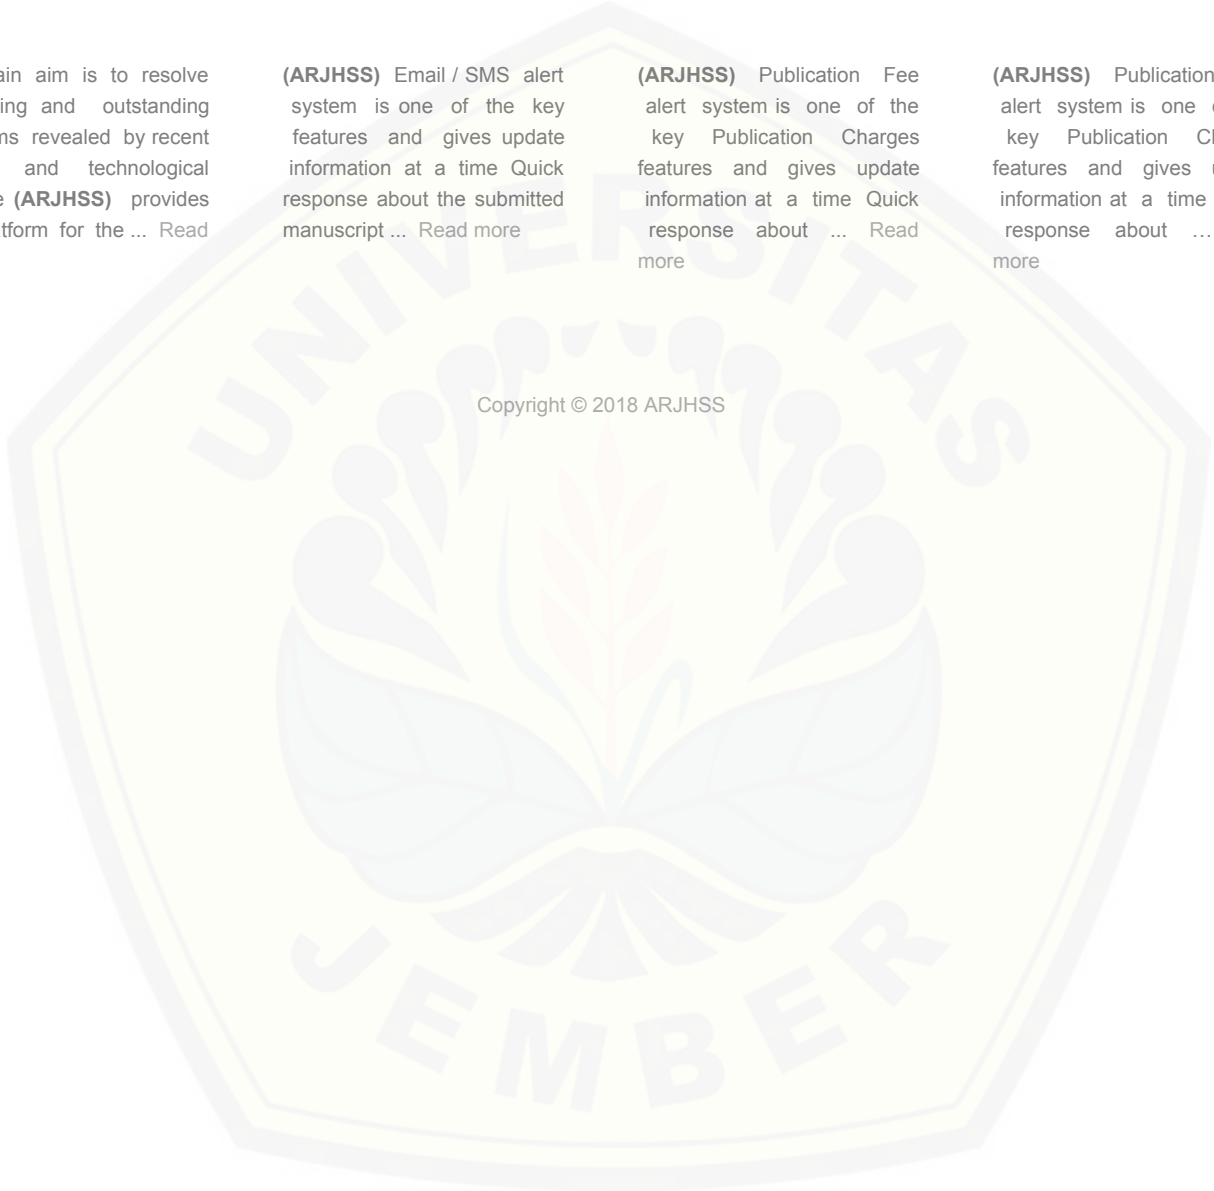 ain aim is to resolve
ing and outstanding
ms revealed by recent
and technological
e (ARJHSS) provides
tform for the ... Read
(ARJHSS) Email / SMS alert
system is one of the key
features and gives update
information at a time Quick
response about the submitted
manuscript ... Read more
(ARJHSS) Publication Fee
alert system is one of the
key Publication Charges
features and gives update
information at a time Quick
response about ... Read
more
(ARJHSS) Publication
alert system is one
key Publication
features and gives
information at a time
response about ...
more
Copyright © 2018 ARJHSS
UNIVERSITAS
JEMBER